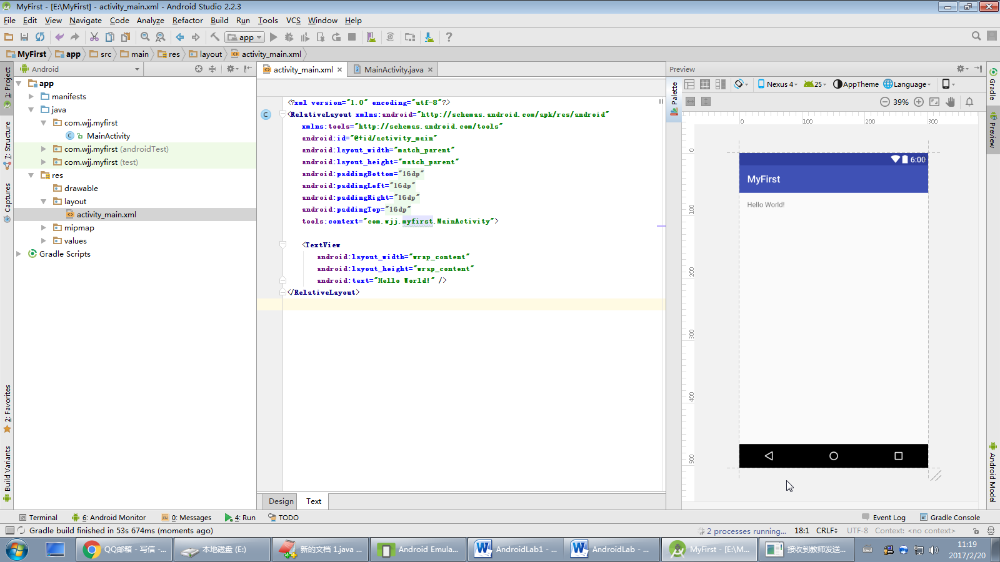 MyFirst - [E:\MyFirst] - activity_main.xml - Android Studio 2.2.3
File Edit View Navigate Code Analyze Refactor Build Run Tools VCS Window Help
app
MyFirst app src main res layout activity_main.xml
Android
activity_main.xml MainActivity.java
Preview
1: Project
7: Structure
Captures
2: Favorites
Build Variants
app
manifests
java
com.wjj.myfirst
MainActivity
com.wjj.myfirst (androidTest)
com.wjj.myfirst (test)
res
drawable
layout
activity_main.xml
mipmap
values
Gradle Scripts
<?xml version="1.0" encoding="utf-8"?>
<RelativeLayout xmlns:android="http://schemas.android.com/apk/res/android"
xmlns:tools="http://schemas.android.com/tools"
android:id="@+id/activity_main"
android:layout_width="match_parent"
android:layout_height="match_parent"
android:paddingBottom="16dp"
android:paddingLeft="16dp"
android:paddingRight="16dp"
android:paddingTop="16dp"
tools:context="com.wjj.myfirst.MainActivity">
<TextView
android:layout_width="wrap_content"
android:layout_height="wrap_content"
android:text="Hello World!" />
</RelativeLayout>
Design Text
Palette
Nexus 4 25 AppTheme Language
39%
0 100 200 300
0
100
200
300
400
500
6:00
MyFirst
Hello World!
Gradle
Preview
Android Model
Terminal 6: Android Monitor 0: Messages 4: Run TODO Event Log Gradle Console
Gradle build finished in 53s 674ms (moments ago) 2 processes running... 18:1 CRLF UTF-8 Context: <no context>
QQ邮箱 - 写信 -... 本地磁盘 (E:) 新的文档 1.java ... Android Emula... AndroidLab1 - ... AndroidLab - ... MyFirst - [E:\M... 接收到教师发送...
11:19
2017/2/20